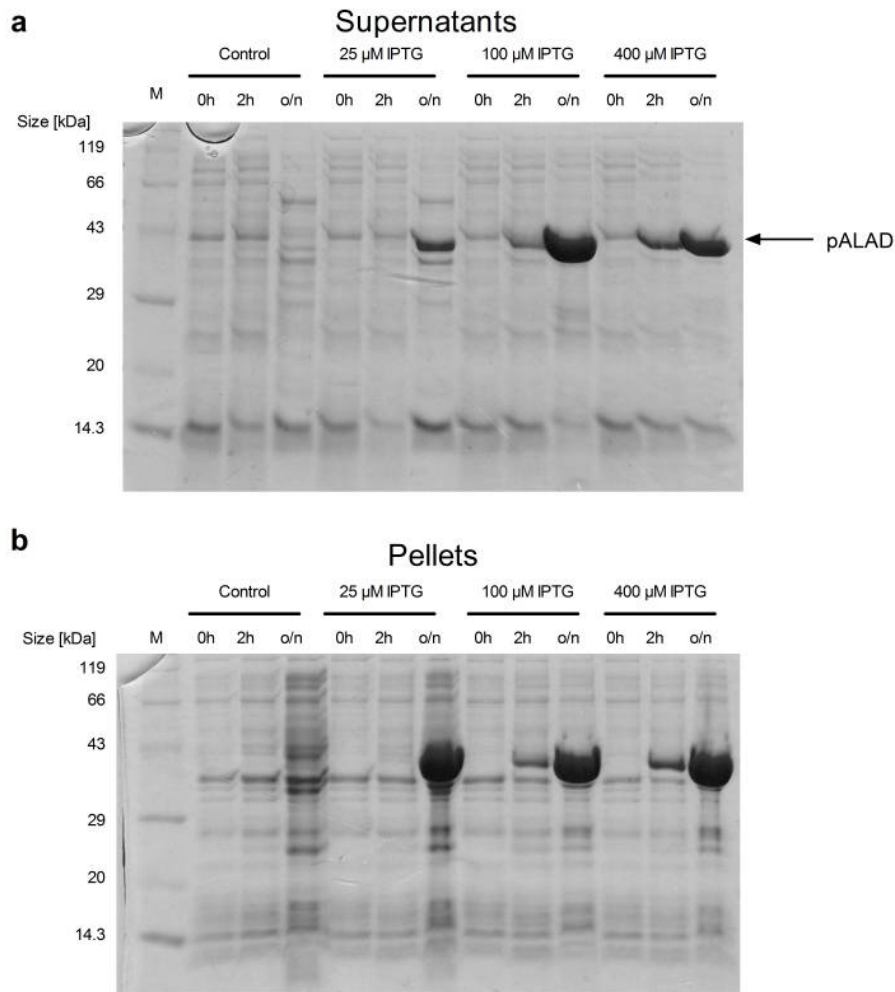 a
Supernatants
Control 25 µM IPTG 100 µM IPTG 400 µM IPTG
M 0h 2h o/n 0h 2h o/n 0h 2h o/n 0h 2h o/n
Size [kDa]
119
66
43
pALAD
29
20
14.3
b
Pellets
Control 25 µM IPTG 100 µM IPTG 400 µM IPTG
Size [kDa] M 0h 2h o/n 0h 2h o/n 0h 2h o/n 0h 2h o/n
119
66
43
29
20
14.3